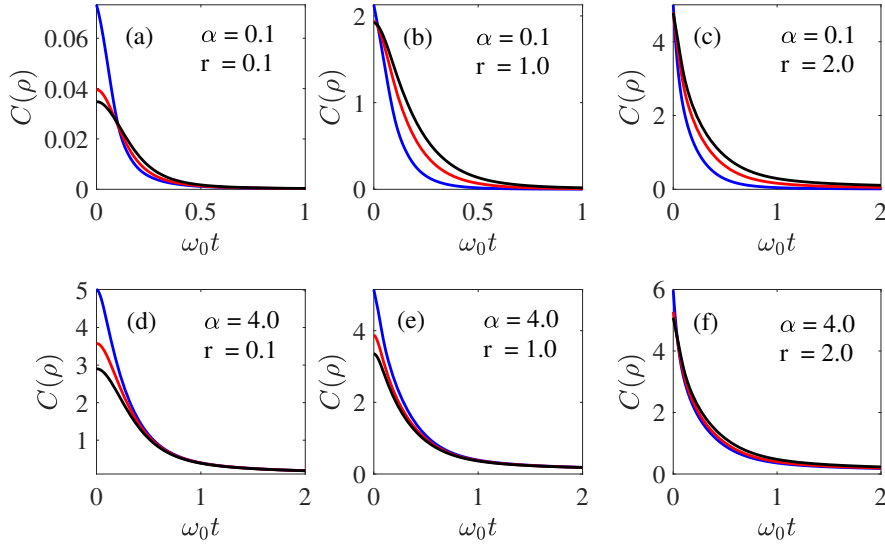 (a) α = 0.1
r = 0.1
C(ρ)
0.06
0.04
0.02
0
0 0.5 1
ω₀t
(b) α = 0.1
r = 1.0
C(ρ)
2
1
0
0 0.5 1
ω₀t
(c) α = 0.1
r = 2.0
C(ρ)
4
2
0
0 1 2
ω₀t
(d) α = 4.0
r = 0.1
C(ρ)
5
4
3
2
1
0 1 2
ω₀t
(e) α = 4.0
r = 1.0
C(ρ)
4
2
0
0 1 2
ω₀t
(f) α = 4.0
r = 2.0
C(ρ)
6
4
2
0
0 1 2
ω₀t